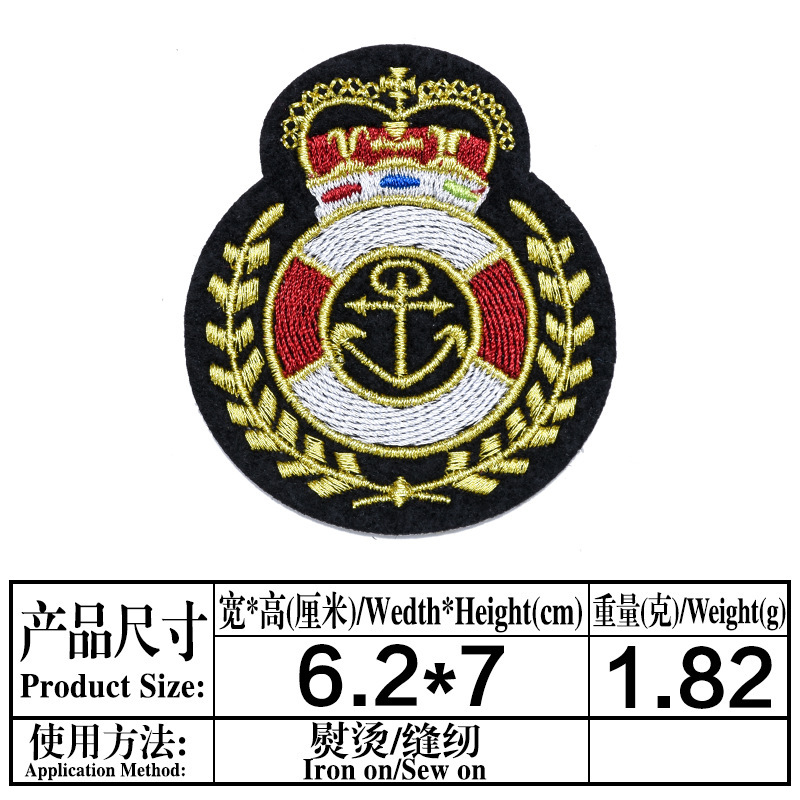 产品尺寸
Product Size:
宽*高(厘米)/Wedth*Height(cm)
6.2*7
重量(克)/Weight(g)
1.82
使用方法:
Application Method:
熨烫/缝纫
Iron on/Sew on